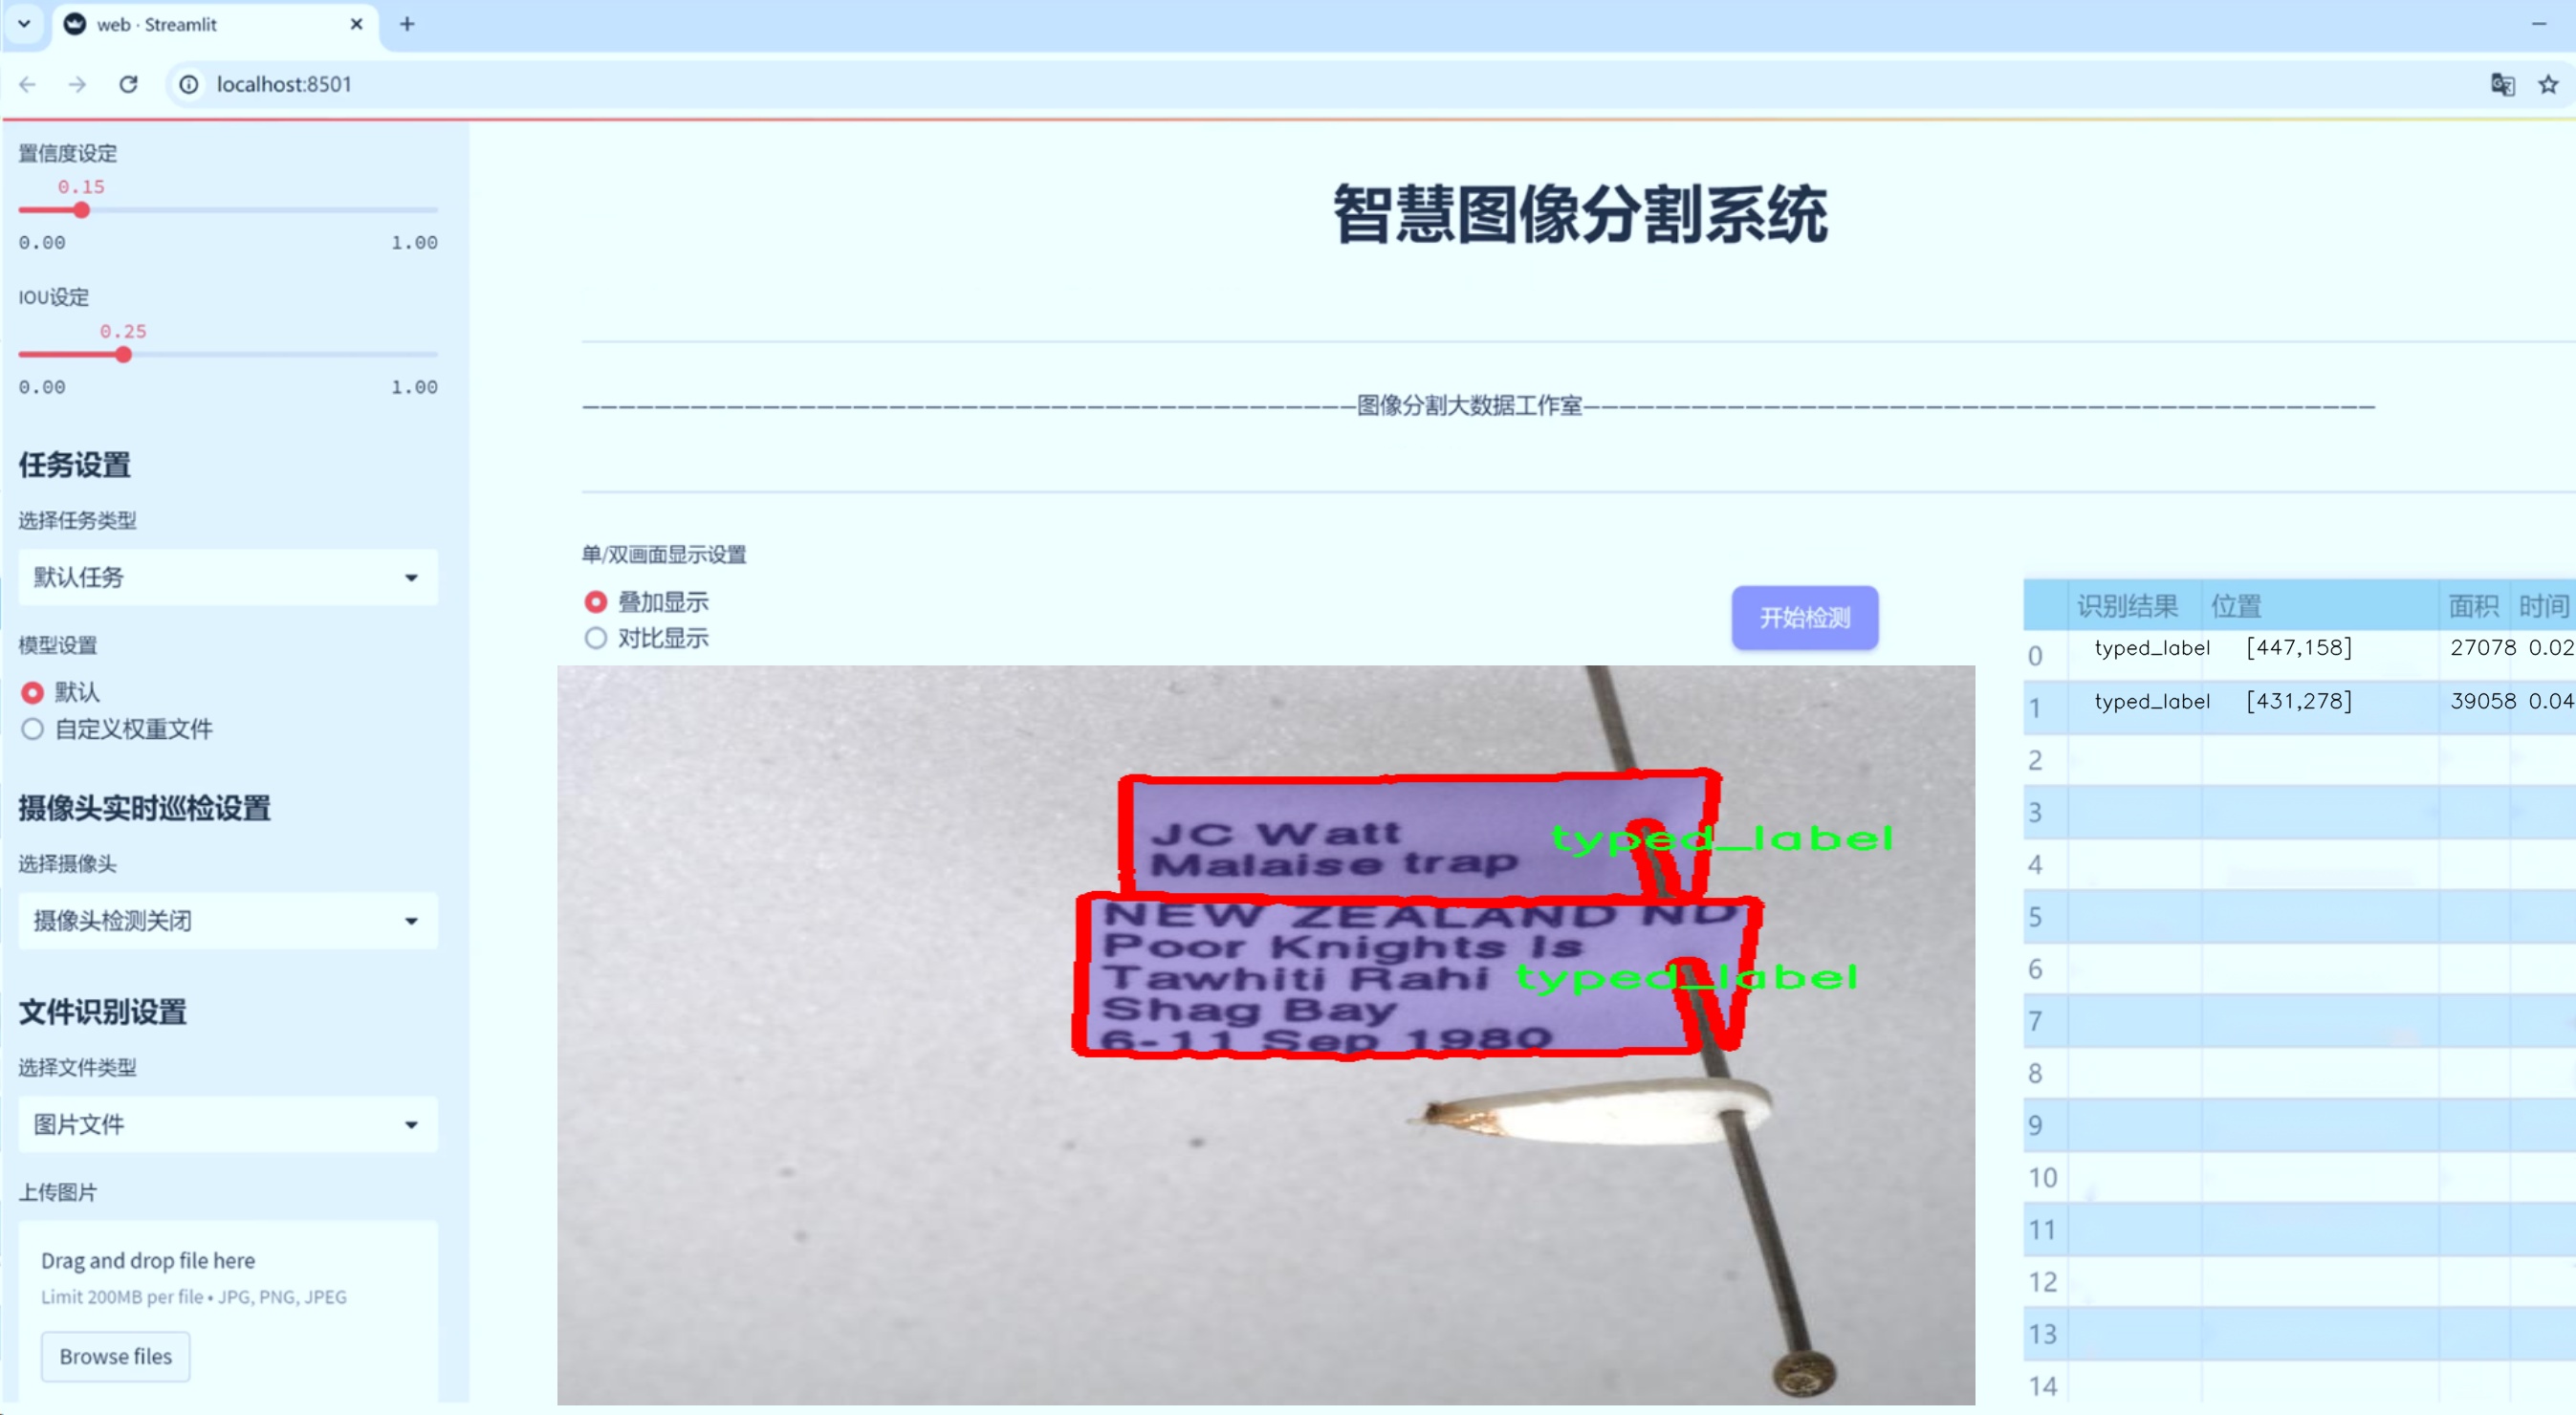 web · Streamlit
localhost:8501
置信度设定
0.15
0.00 1.00
IOU设定
0.25
0.00 1.00
任务设置
选择任务类型
默认任务
模型设置
默认
自定义权重文件
摄像头实时巡检设置
选择摄像头
摄像头检测关闭
文件识别设置
选择文件类型
图片文件
上传图片
Drag and drop file here
Limit 200MB per file • JPG, PNG, JPEG
Browse files
智慧图像分割系统
——————————————————————————————————————————图像分割大数据工作室———————————————————————————————————————————
单/双画面显示设置
叠加显示
对比显示
开始检测
JC Watt
Malaise trap
typed_label
NEW ZEALAND ND
Poor Knights Is
Tawhiti Rahi
typed_label
Shag Bay
6-11 Sep 1980
识别结果 位置 面积 时间
0 typed_label [447,158] 27078 0.02
1 typed_label [431,278] 39058 0.04
2
3
4
5
6
7
8
9
10
11
12
13
14